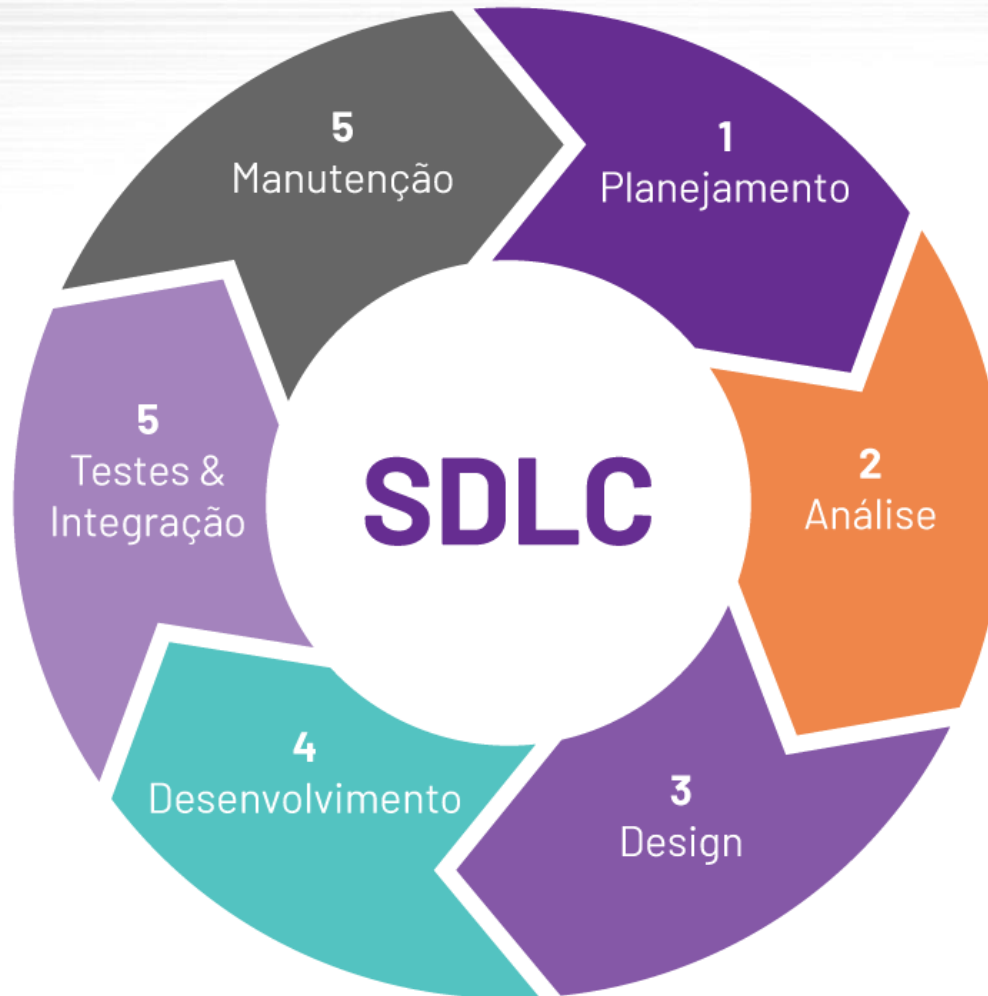 1
Planejamento
2
Análise
3
Design
4
Desenvolvimento
5
Testes &
Integração
5
Manutenção
SDLC